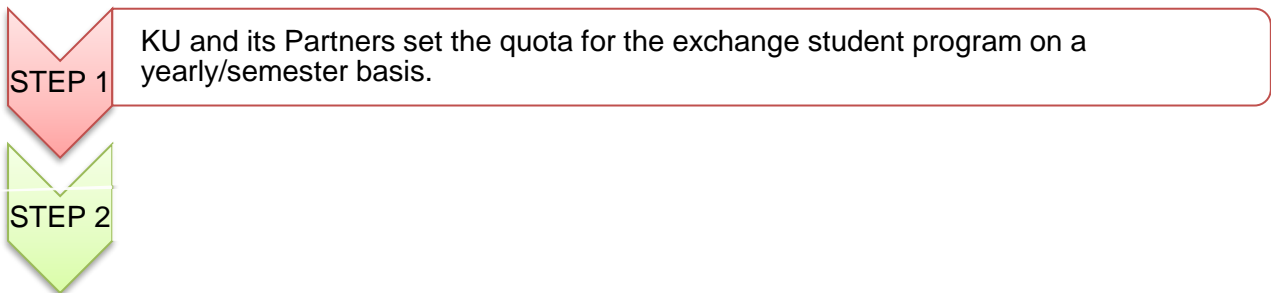 STEP 1
KU and its Partners set the quota for the exchange student program on a
yearly/semester basis.
STEP 2